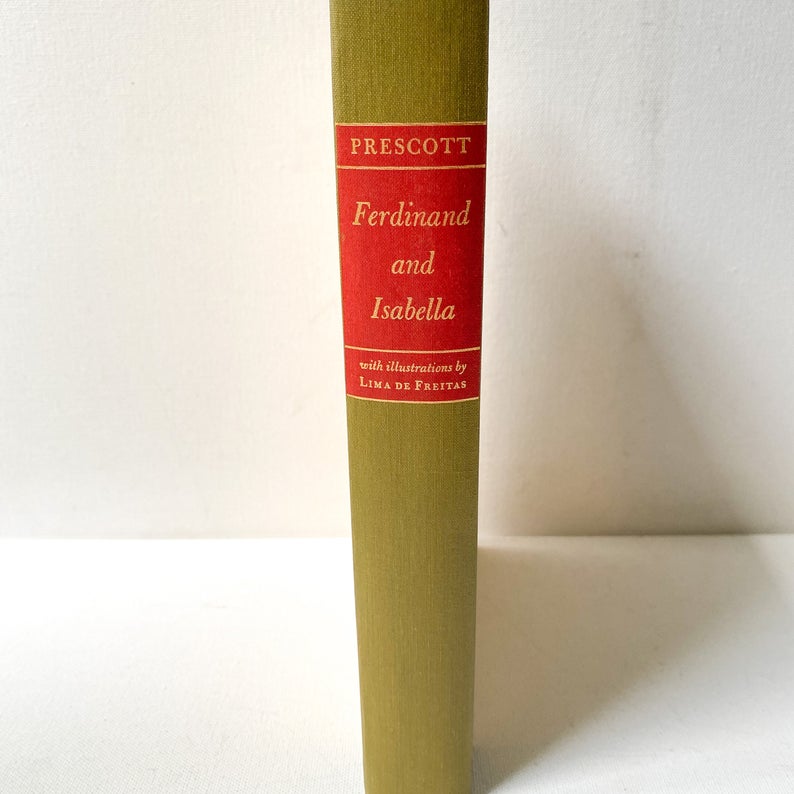 PRESCOTT
Ferdinand
and
Isabella
with illustrations by
LIMA DE FREITAS